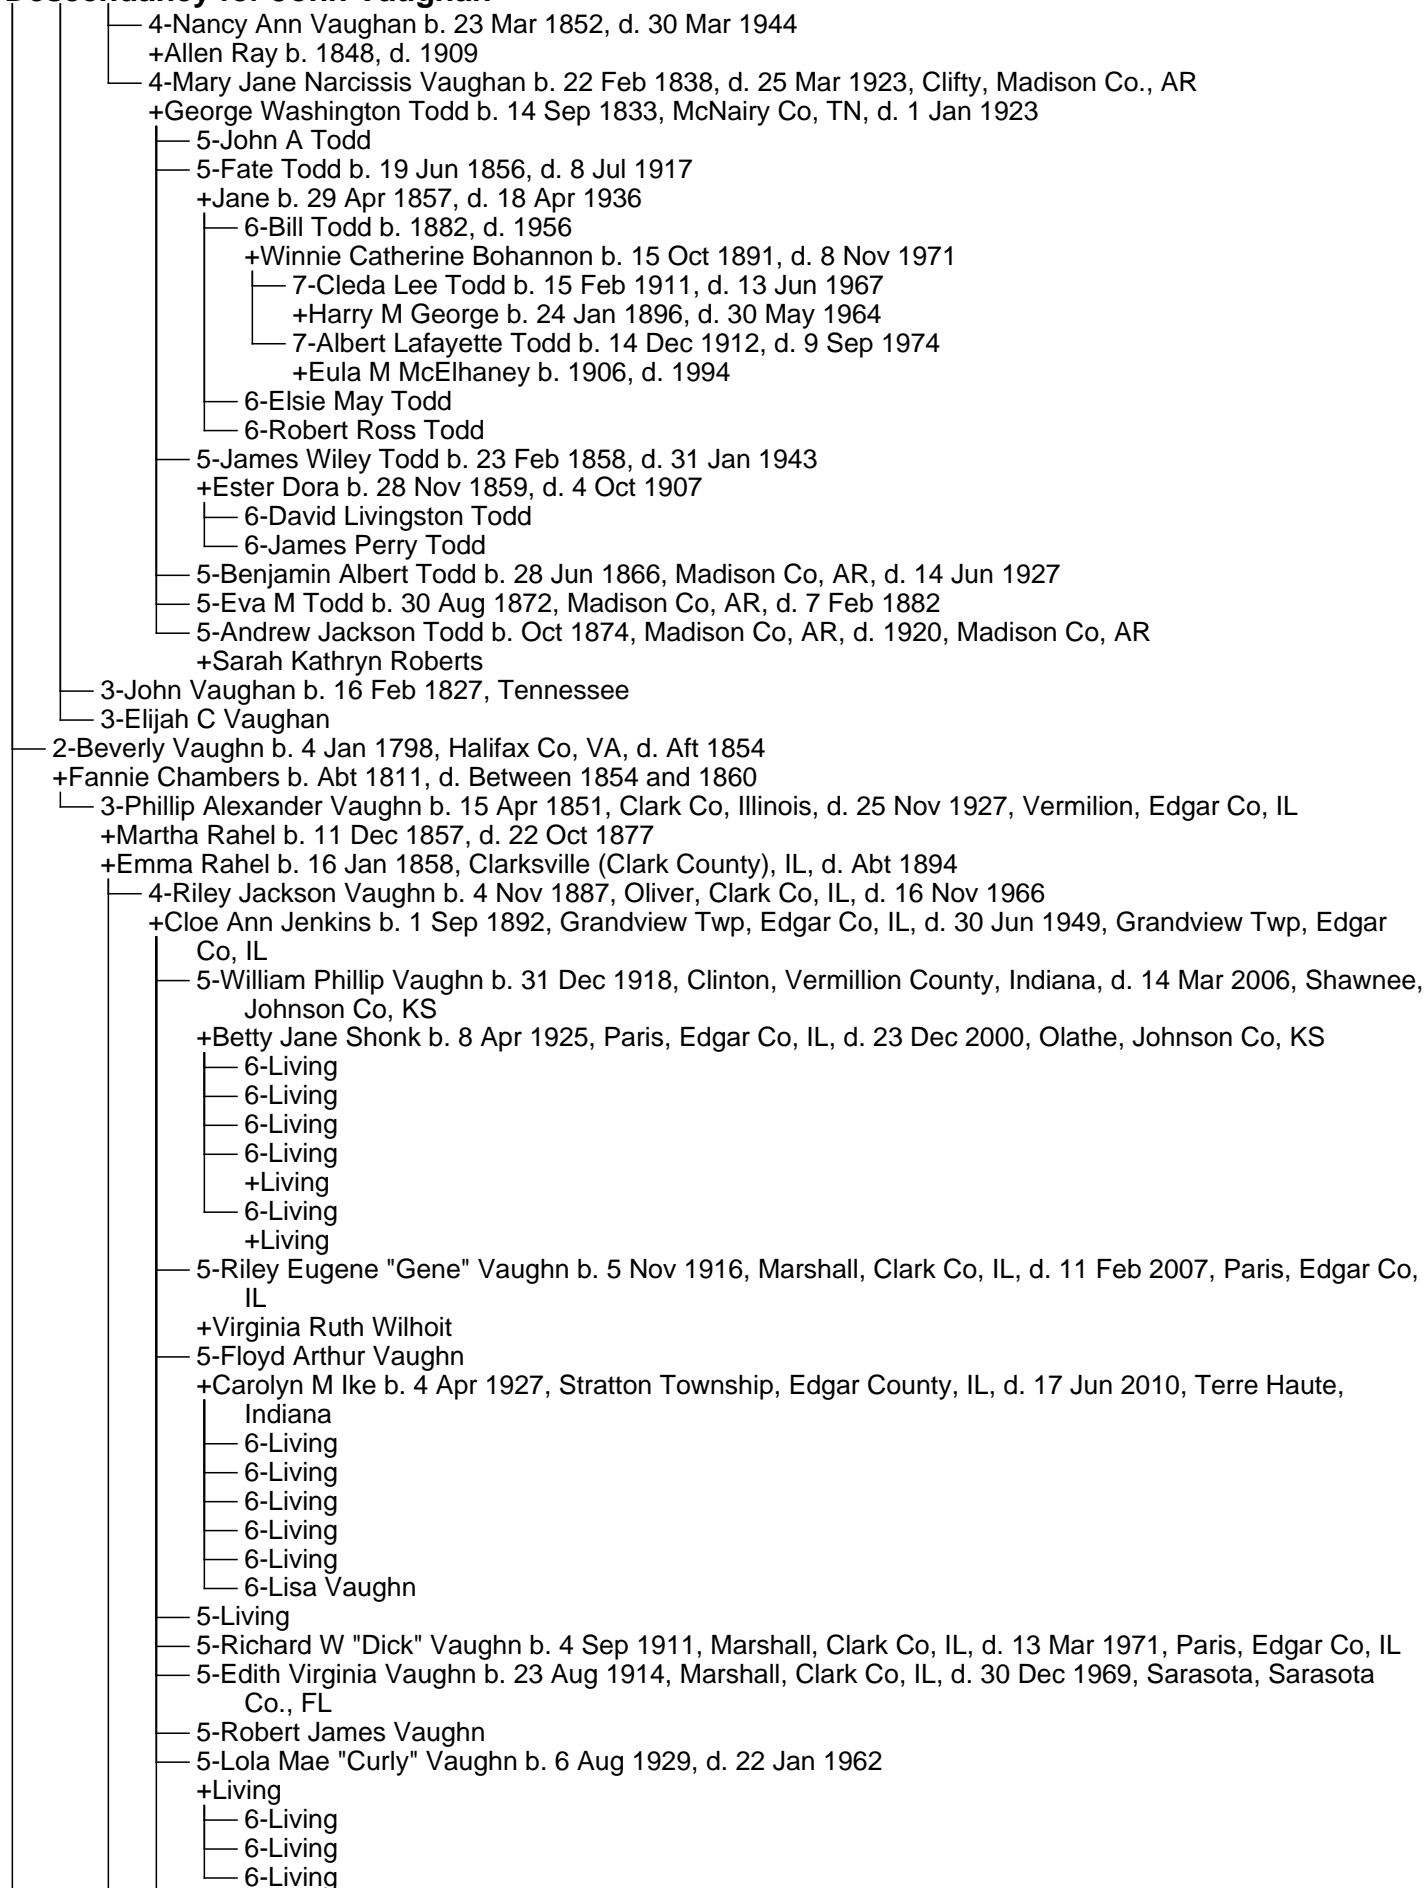 Descendancy for John Vaughan
4-Nancy Ann Vaughan b. 23 Mar 1852, d. 30 Mar 1944
+Allen Ray b. 1848, d. 1909
4-Mary Jane Narcissis Vaughan b. 22 Feb 1838, d. 25 Mar 1923, Clifty, Madison Co., AR
+George Washington Todd b. 14 Sep 1833, McNairy Co, TN, d. 1 Jan 1923
5-John A Todd
5-Fate Todd b. 19 Jun 1856, d. 8 Jul 1917
+Jane b. 29 Apr 1857, d. 18 Apr 1936
6-Bill Todd b. 1882, d. 1956
+Winnie Catherine Bohannon b. 15 Oct 1891, d. 8 Nov 1971
7-Cleda Lee Todd b. 15 Feb 1911, d. 13 Jun 1967
+Harry M George b. 24 Jan 1896, d. 30 May 1964
7-Albert Lafayette Todd b. 14 Dec 1912, d. 9 Sep 1974
+Eula M McElhaney b. 1906, d. 1994
6-Elsie May Todd
6-Robert Ross Todd
5-James Wiley Todd b. 23 Feb 1858, d. 31 Jan 1943
+Ester Dora b. 28 Nov 1859, d. 4 Oct 1907
6-David Livingston Todd
6-James Perry Todd
5-Benjamin Albert Todd b. 28 Jun 1866, Madison Co, AR, d. 14 Jun 1927
5-Eva M Todd b. 30 Aug 1872, Madison Co, AR, d. 7 Feb 1882
5-Andrew Jackson Todd b. Oct 1874, Madison Co, AR, d. 1920, Madison Co, AR
+Sarah Kathryn Roberts
3-John Vaughan b. 16 Feb 1827, Tennessee
3-Elijah C Vaughan
2-Beverly Vaughn b. 4 Jan 1798, Halifax Co, VA, d. Aft 1854
+Fannie Chambers b. Abt 1811, d. Between 1854 and 1860
3-Phillip Alexander Vaughn b. 15 Apr 1851, Clark Co, Illinois, d. 25 Nov 1927, Vermilion, Edgar Co, IL
+Martha Rahel b. 11 Dec 1857, d. 22 Oct 1877
+Emma Rahel b. 16 Jan 1858, Clarksville (Clark County), IL, d. Abt 1894
4-Riley Jackson Vaughn b. 4 Nov 1887, Oliver, Clark Co, IL, d. 16 Nov 1966
+Cloe Ann Jenkins b. 1 Sep 1892, Grandview Twp, Edgar Co, IL, d. 30 Jun 1949, Grandview Twp, Edgar
Co, IL
5-William Phillip Vaughn b. 31 Dec 1918, Clinton, Vermillion County, Indiana, d. 14 Mar 2006, Shawnee,
Johnson Co, KS
+Betty Jane Shonk b. 8 Apr 1925, Paris, Edgar Co, IL, d. 23 Dec 2000, Olathe, Johnson Co, KS
6-Living
6-Living
6-Living
6-Living
+Living
6-Living
+Living
5-Riley Eugene "Gene" Vaughn b. 5 Nov 1916, Marshall, Clark Co, IL, d. 11 Feb 2007, Paris, Edgar Co,
IL
+Virginia Ruth Wilhoit
5-Floyd Arthur Vaughn
+Carolyn M Ike b. 4 Apr 1927, Stratton Township, Edgar County, IL, d. 17 Jun 2010, Terre Haute,
Indiana
6-Living
6-Living
6-Living
6-Living
6-Living
6-Lisa Vaughn
5-Living
5-Richard W "Dick" Vaughn b. 4 Sep 1911, Marshall, Clark Co, IL, d. 13 Mar 1971, Paris, Edgar Co, IL
5-Edith Virginia Vaughn b. 23 Aug 1914, Marshall, Clark Co, IL, d. 30 Dec 1969, Sarasota, Sarasota
Co., FL
5-Robert James Vaughn
5-Lola Mae "Curly" Vaughn b. 6 Aug 1929, d. 22 Jan 1962
+Living
6-Living
6-Living
6-Living